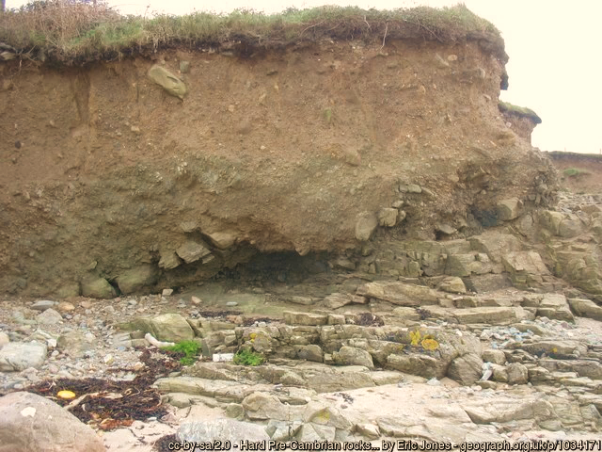 cc-by-sa/2.0 - Hard Pre-Cambrian rocks... by Eric Jones - geograph.org.uk/p/1034171